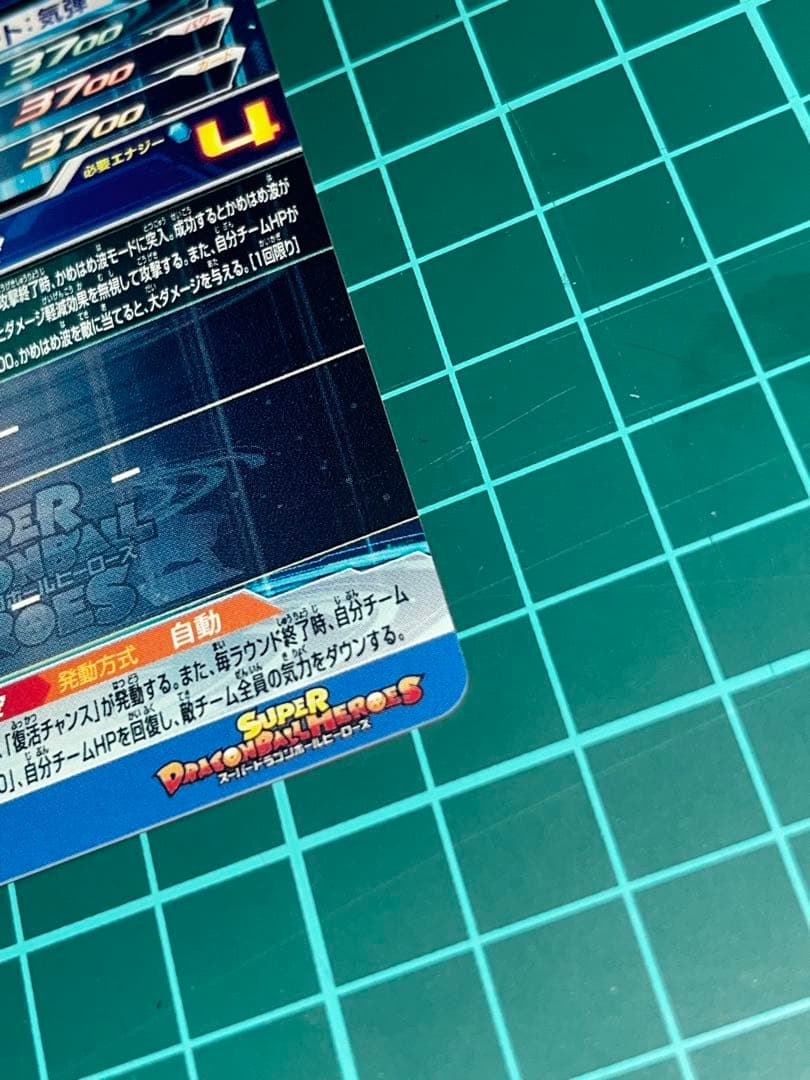 ト:気弾
3700 パワー
3700 カード
3700
必要エナジー 4
攻撃終了時、かめはめ波モードに突入。成功するとかめはめ波が
とダメージ軽減効果を無視して攻撃する。また、自分チームHPが
00。かめはめ波を敵に当てると、大ダメージを与える。[1回限り]
発動方式 自動
、「復活チャンス」が発動する。また、毎ラウンド終了時、自分チーム
0」、自分チームHPを回復し、敵チーム全員の気力をダウンする。
SUPER
DRAGONBALL HEROES
スーパードラゴンボールヒーローズ